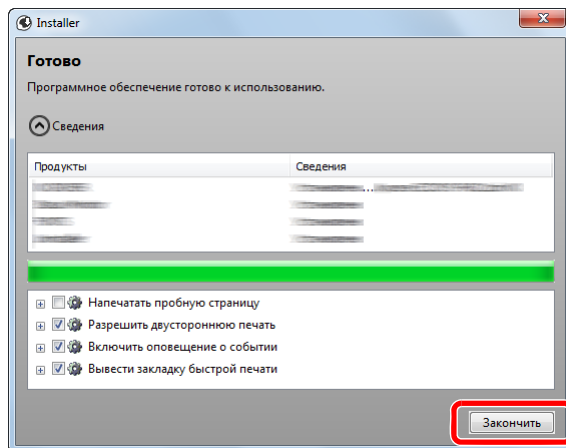 Installer
Готово
Программное обеспечение готово к использованию.
Сведения
Продукты Сведения
...
Напечатать пробную страницу
Разрешить двустороннюю печать
Включить оповещение о событии
Вывести закладку быстрой печати
Закончить